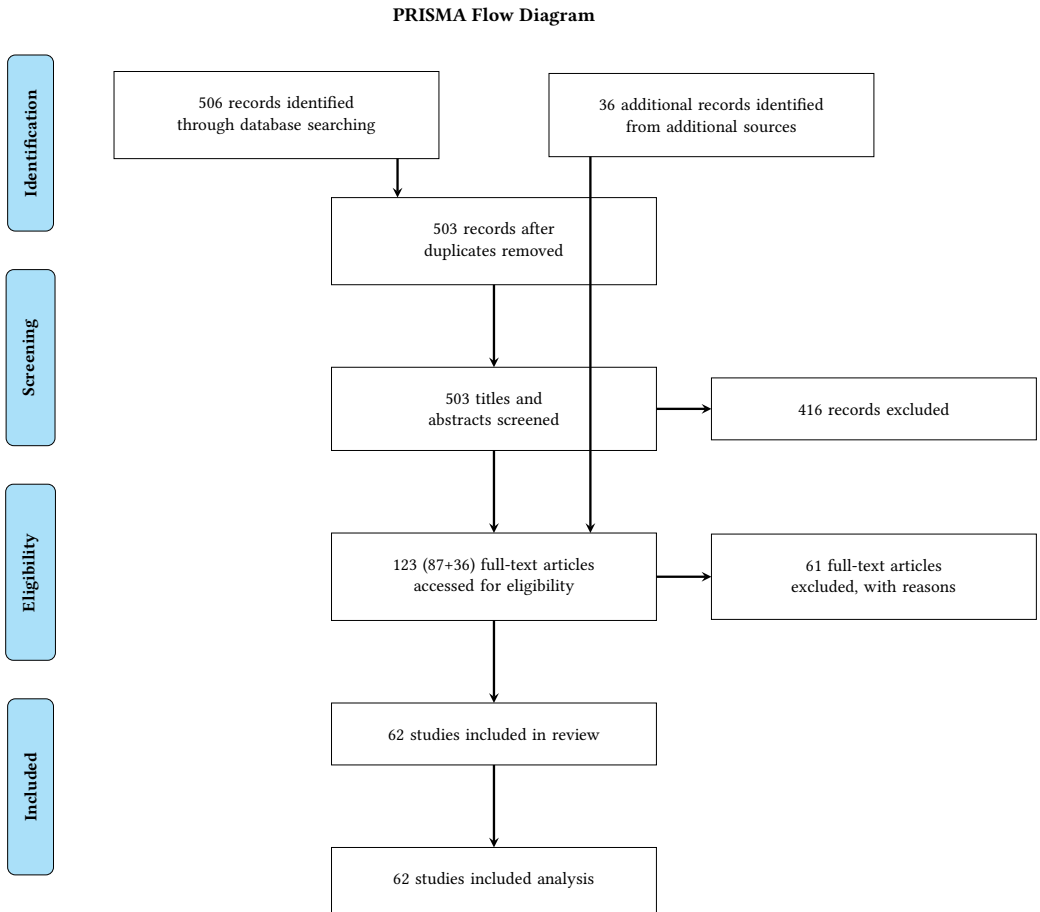 PRISMA Flow Diagram
Identification
506 records identified
through database searching
36 additional records identified
from additional sources
503 records after
duplicates removed
Screening
503 titles and
abstracts screened
416 records excluded
Eligibility
123 (87+36) full-text articles
accessed for eligibility
61 full-text articles
excluded, with reasons
Included
62 studies included in review
62 studies included analysis